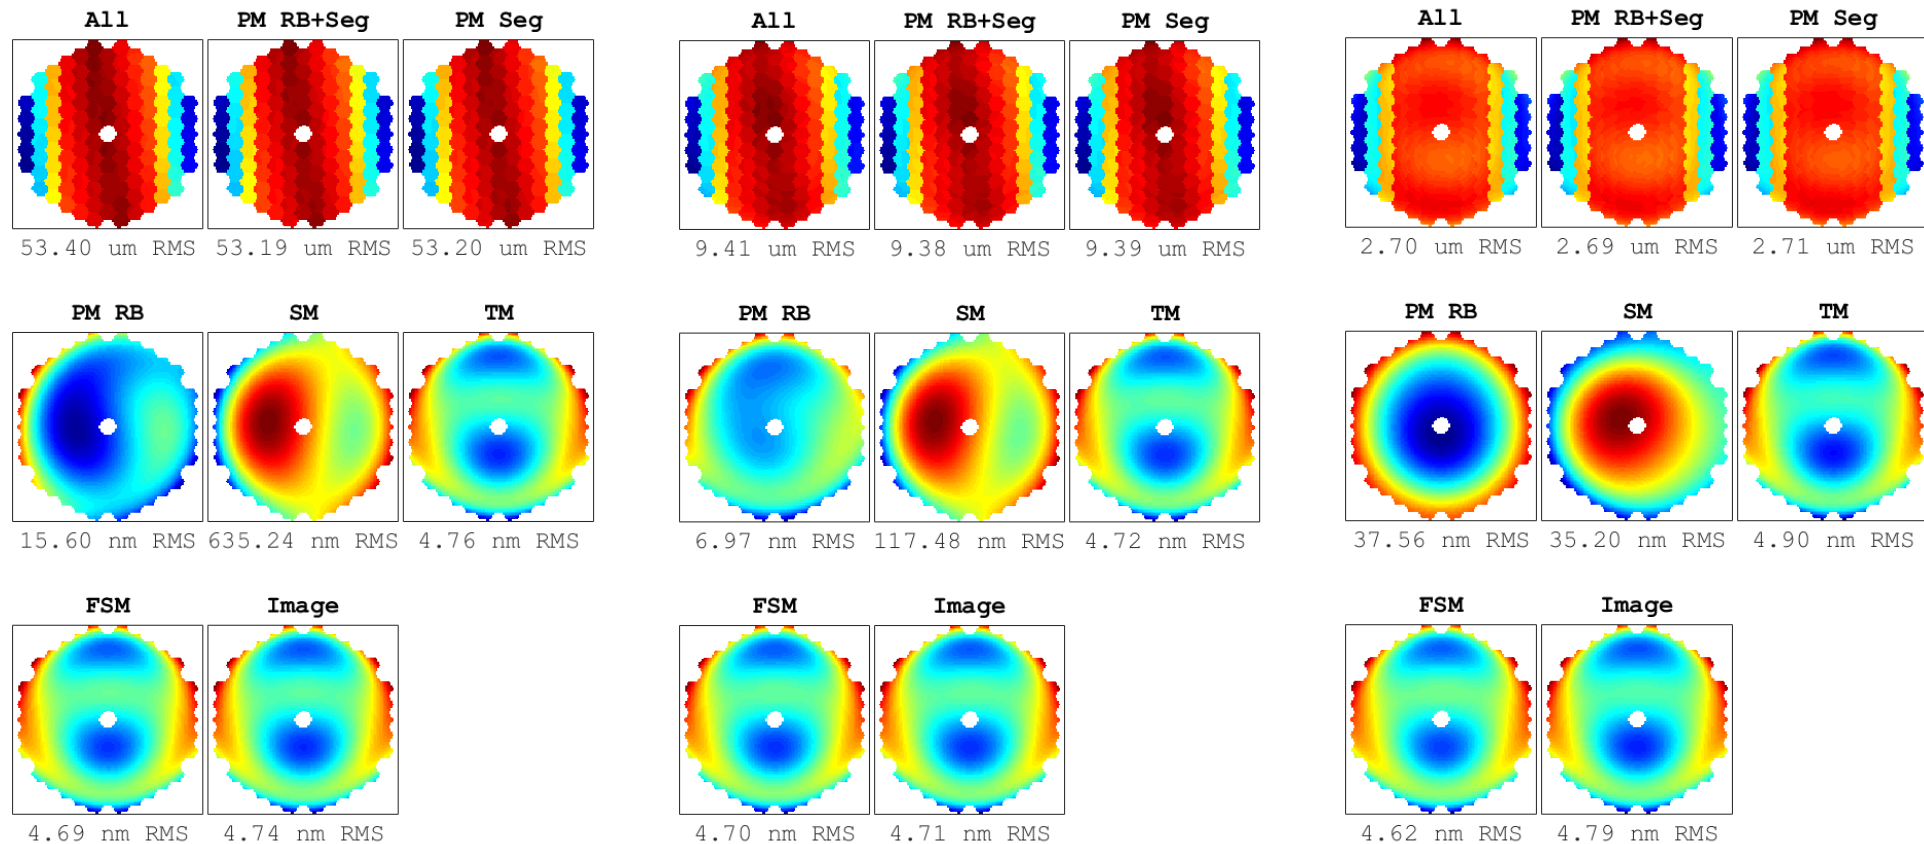 All PM RB+Seg PM Seg
53.40 um RMS 53.19 um RMS 53.20 um RMS
PM RB SM TM
15.60 nm RMS 635.24 nm RMS 4.76 nm RMS
FSM Image
4.69 nm RMS 4.74 nm RMS
All PM RB+Seg PM Seg
9.41 um RMS 9.38 um RMS 9.39 um RMS
PM RB SM TM
6.97 nm RMS 117.48 nm RMS 4.72 nm RMS
FSM Image
4.70 nm RMS 4.71 nm RMS
All PM RB+Seg PM Seg
2.70 um RMS 2.69 um RMS 2.71 um RMS
PM RB SM TM
37.56 nm RMS 35.20 nm RMS 4.90 nm RMS
FSM Image
4.62 nm RMS 4.79 nm RMS